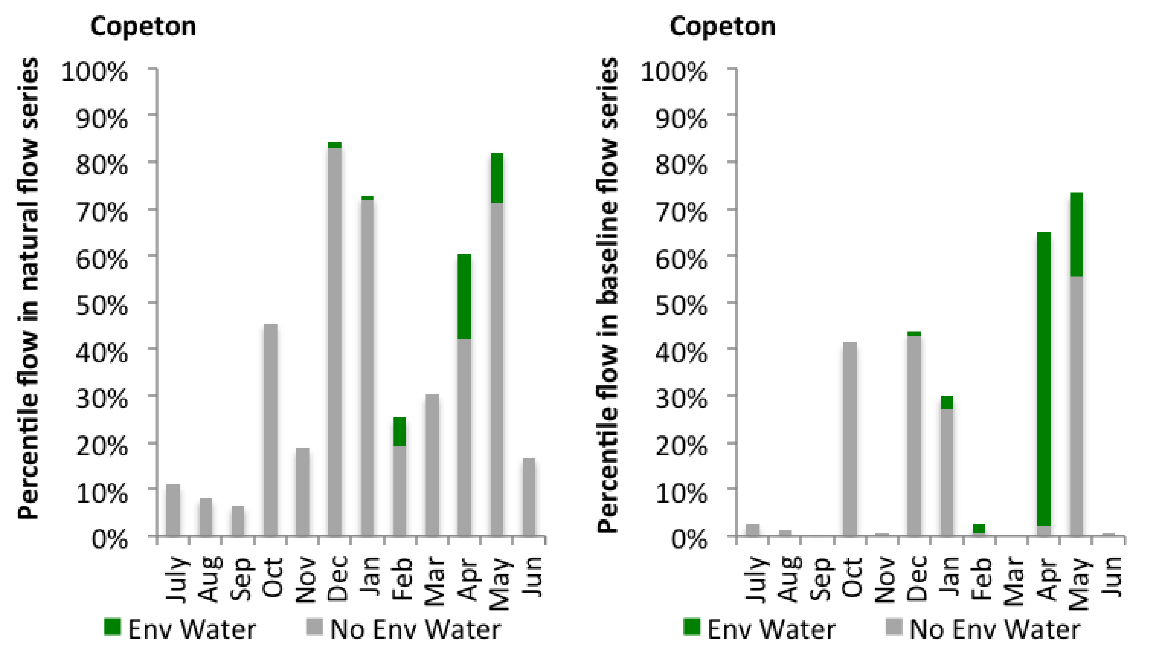 Copeton
Percentile flow in natural flow series
100%
90%
80%
70%
60%
50%
40%
30%
20%
10%
0%
July
Aug
Sep
Oct
Nov
Dec
Jan
Feb
Mar
Apr
May
Jun
Env Water
No Env Water
Copeton
Percentile flow in baseline flow series
100%
90%
80%
70%
60%
50%
40%
30%
20%
10%
0%
July
Aug
Sep
Oct
Nov
Dec
Jan
Feb
Mar
Apr
May
Jun
Env Water
No Env Water